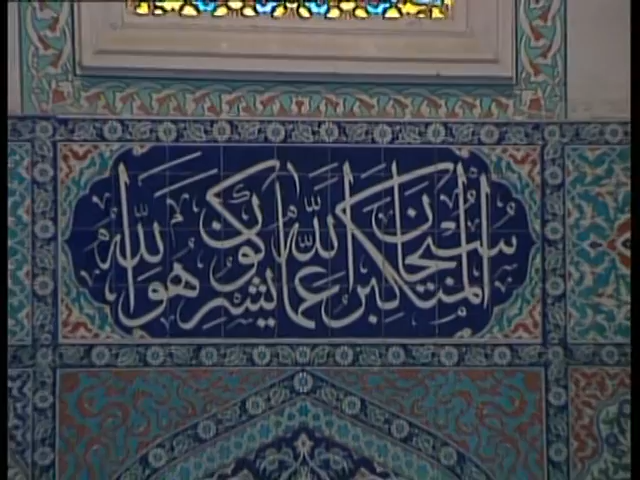 المتكبر سبحان الله عما يشركون هو الله